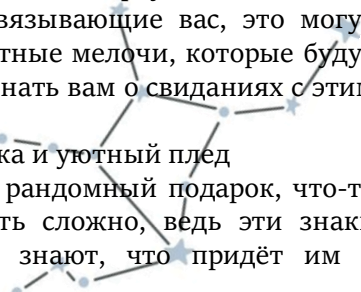 вязывающие вас, это могу
тные мелочи, которые буду
нать вам о свиданиях с этим
ка и уютный плед
рандомный подарок, что-т
ть сложно, ведь эти знак
знают, что придёт им